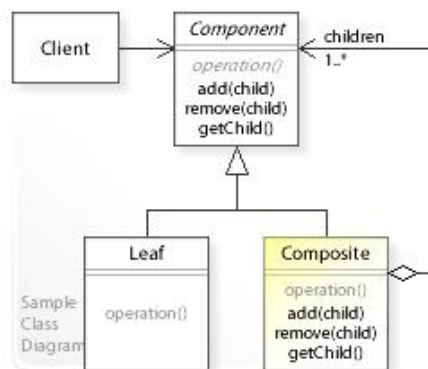 Client
Component
operation()
add(child)
remove(child)
getChild()
children
1..*
Leaf
operation()
Composite
operation()
add(child)
remove(child)
getChild()
Sample
Class
Diagram